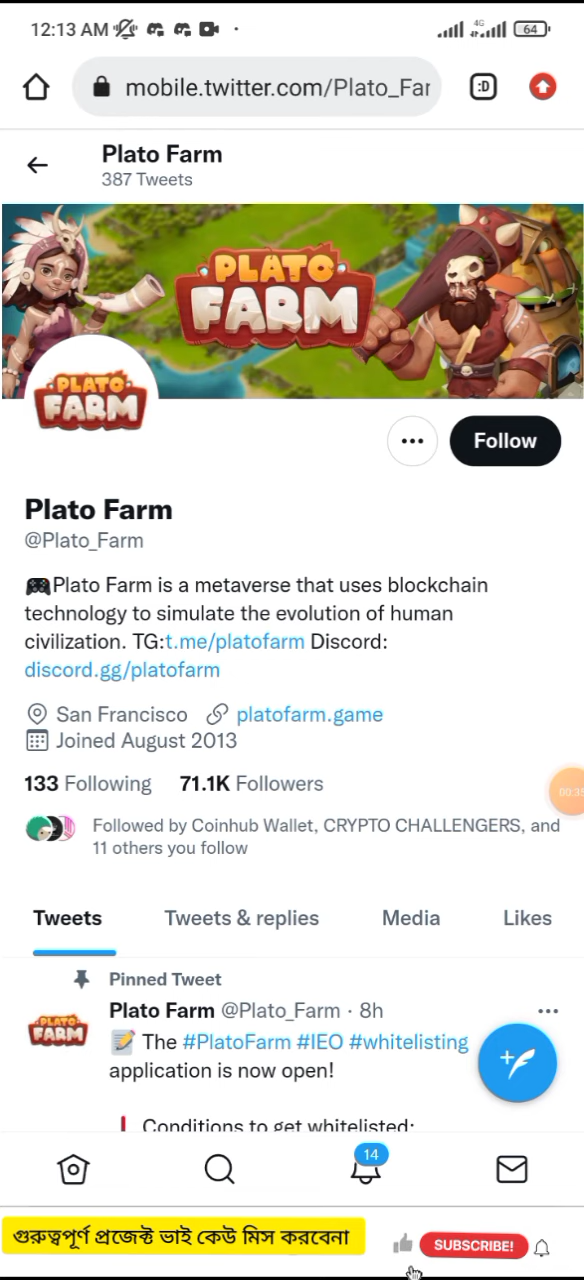 12:13 AM
4G
64
mobile.twitter.com/Plato_Far
:D
Plato Farm
387 Tweets
PLATO
FARM
PLATO
FARM
Follow
Plato Farm
@Plato_Farm
🎮Plato Farm is a metaverse that uses blockchain
technology to simulate the evolution of human
civilization. TG:t.me/platofarm Discord:
discord.gg/platofarm
San Francisco platofarm.game
Joined August 2013
133 Following 71.1K Followers
Followed by Coinhub Wallet, CRYPTO CHALLENGERS, and
11 others you follow
Tweets Tweets & replies Media Likes
Pinned Tweet
Plato Farm @Plato_Farm · 8h
PLATO
FARM
📝 The #PlatoFarm #IEO #whitelisting
application is now open!
❗ Conditions to get whitelisted:
14
গুরুত্বপূর্ণ প্রজেক্ট ভাই কেউ মিস করবেনা
SUBSCRIBE!